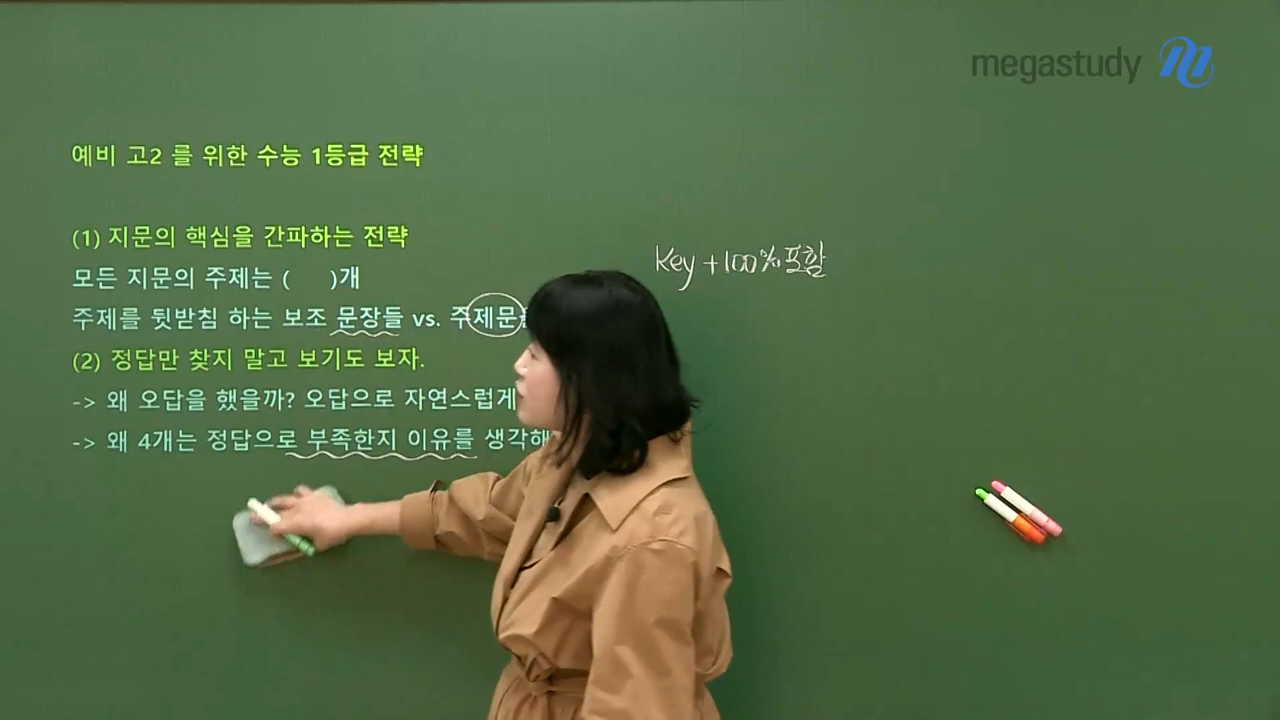 megastudy
예비 고2 를 위한 수능 1등급 전략
(1) 지문의 핵심을 간파하는 전략
모든 지문의 주제는 ( )개
주제를 뒷받침 하는 보조 문장들 vs. 주제문
(2) 정답만 찾지 말고 보기도 보자.
-> 왜 오답을 했을까? 오답으로 자연스럽게
-> 왜 4개는 정답으로 부족한지 이유를 생각해
Key +100% 포함